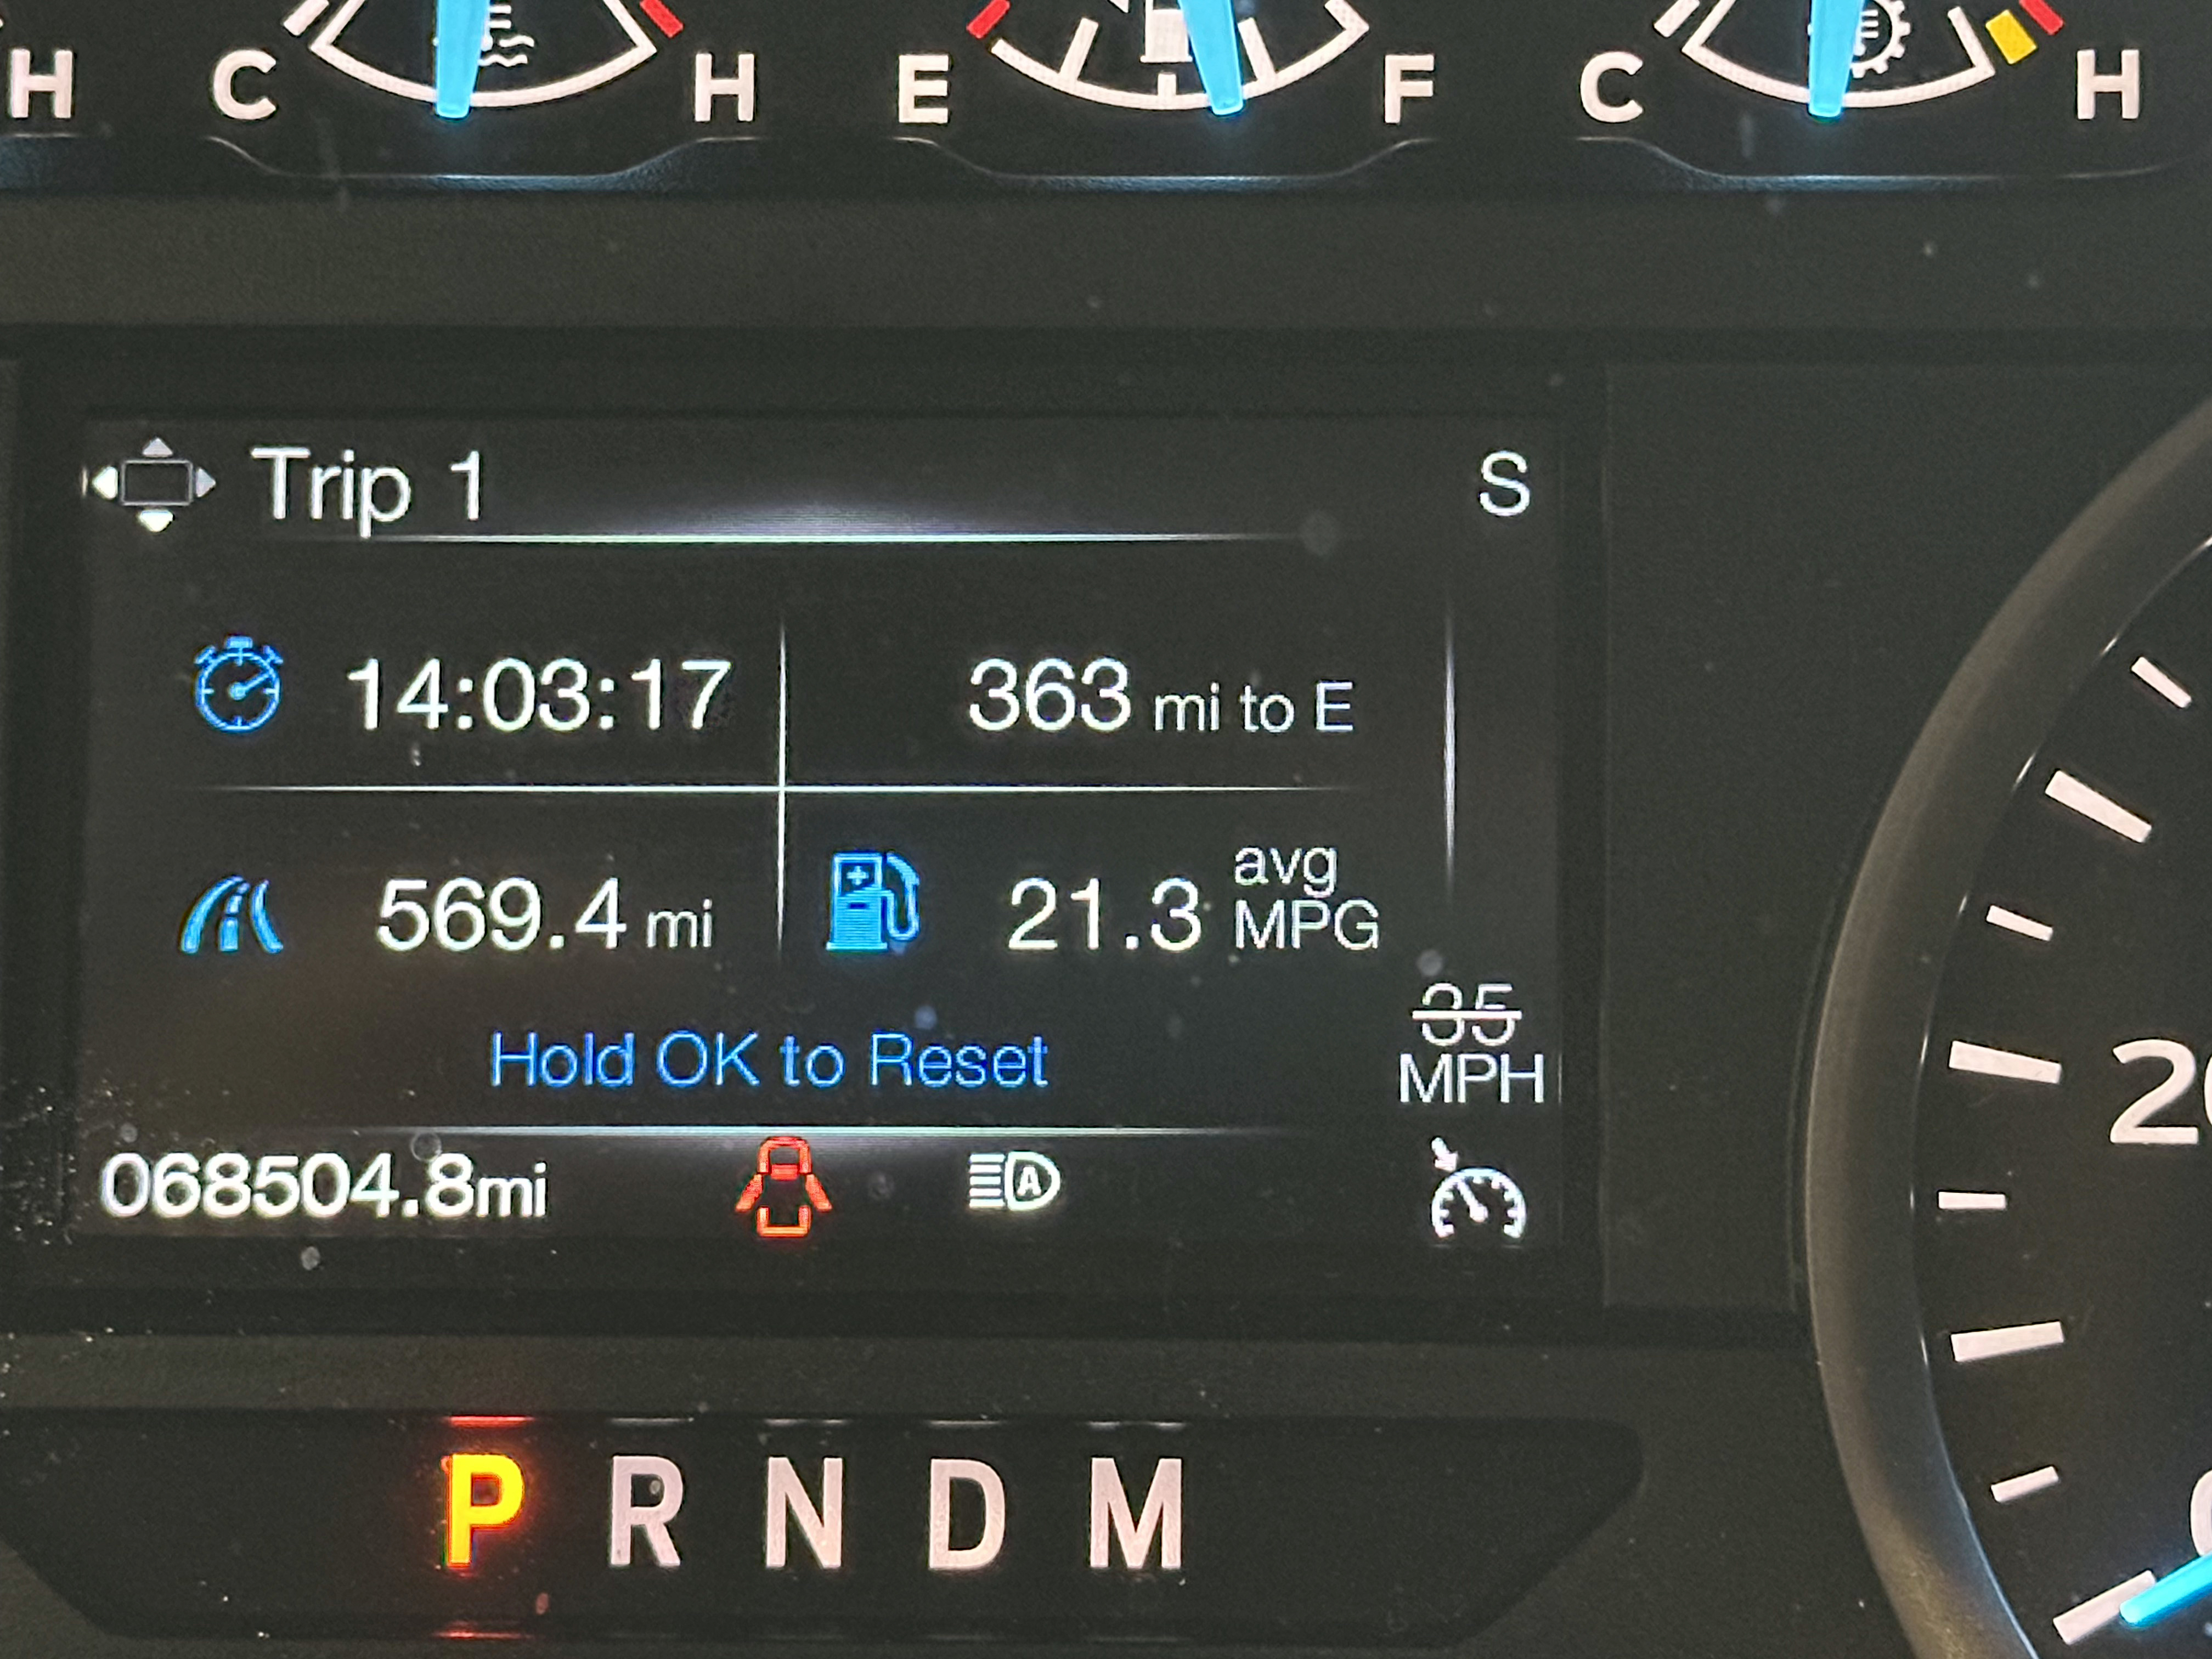 H C H E F C E H
Trip 1 S
14:03:17 363 mi to E
569.4 mi 21.3 avg MPG
35
Hold OK to Reset MPH
068504.8mi A
P R N D M